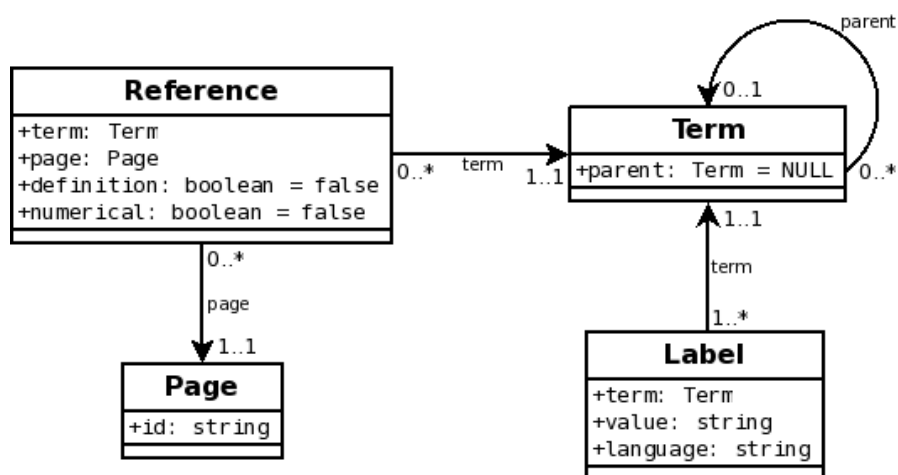 parent
Reference
+term: Term
+page: Page
+definition: boolean = false
+numerical: boolean = false
0..*
term
1..1
0..1
Term
+parent: Term = NULL
0..*
0..*
page
1..1
Page
+id: string
1..1
term
1..*
Label
+term: Term
+value: string
+language: string